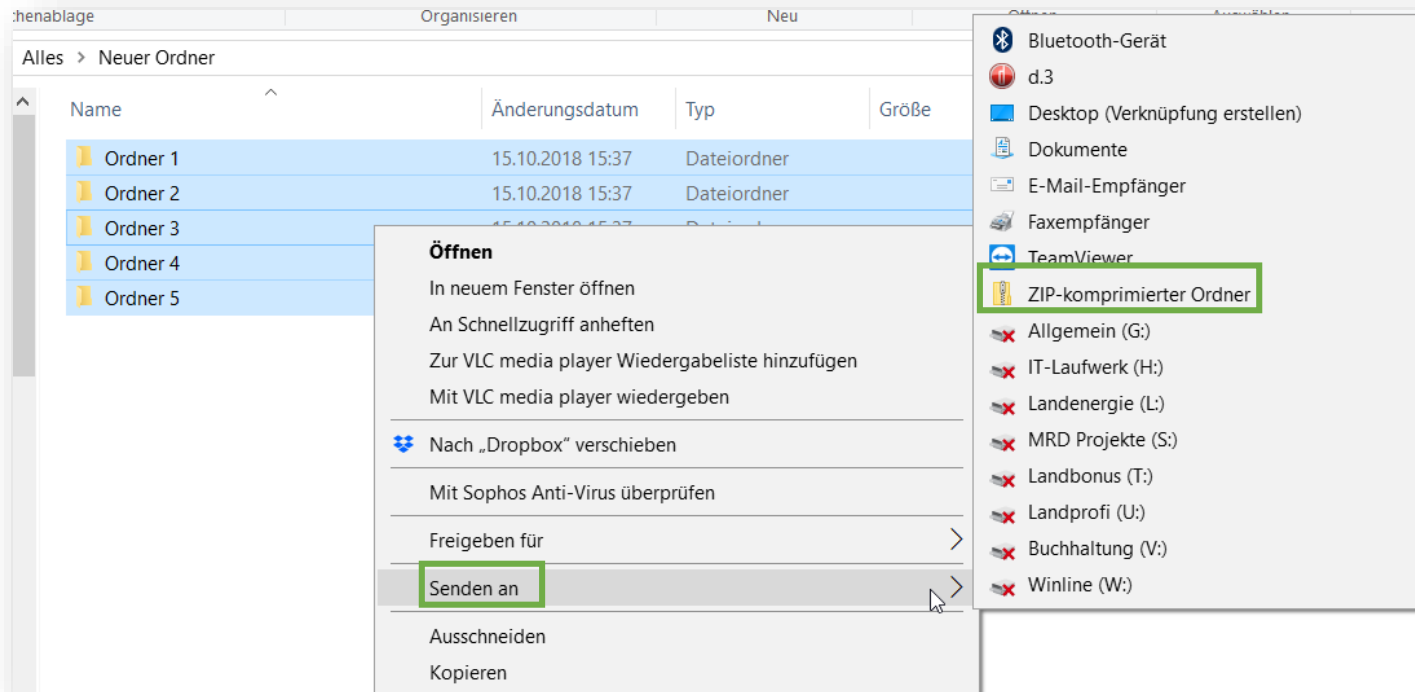 chenablage Organisieren Neu
Alles > Neuer Ordner
Name Änderungsdatum Typ Größe
Ordner 1 15.10.2018 15:37 Dateiordner
Ordner 2 15.10.2018 15:37 Dateiordner
Ordner 3
Ordner 4
Ordner 5
Öffnen
In neuem Fenster öffnen
An Schnellzugriff anheften
Zur VLC media player Wiedergabeliste hinzufügen
Mit VLC media player wiedergeben
Nach „Dropbox“ verschieben
Mit Sophos Anti-Virus überprüfen
Freigeben für
Senden an
Ausschneiden
Kopieren
Bluetooth-Gerät
d.3
Desktop (Verknüpfung erstellen)
Dokumente
E-Mail-Empfänger
Faxempfänger
TeamViewer
ZIP-komprimierter Ordner
Allgemein (G:)
IT-Laufwerk (H:)
Landenergie (L:)
MRD Projekte (S:)
Landbonus (T:)
Landprofi (U:)
Buchhaltung (V:)
Winline (W:)